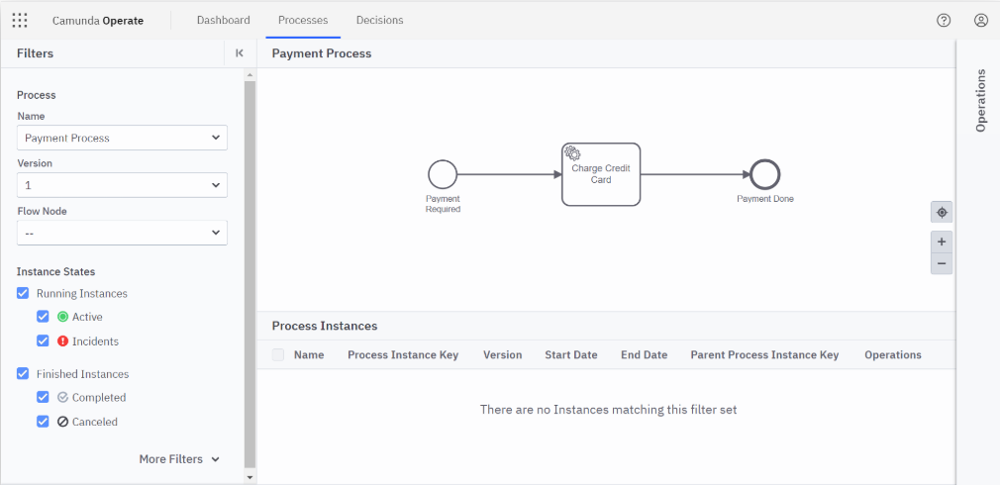 Camunda Operate
Dashboard
Processes
Decisions
Filters
Process
Name
Payment Process
Version
1
Flow Node
--
Instance States
Running Instances
Active
Incidents
Finished Instances
Completed
Canceled
More Filters
Payment Process
Payment
Required
Charge Credit
Card
Payment Done
Operations
Process Instances
Name Process Instance Key Version Start Date End Date Parent Process Instance Key Operations
There are no Instances matching this filter set